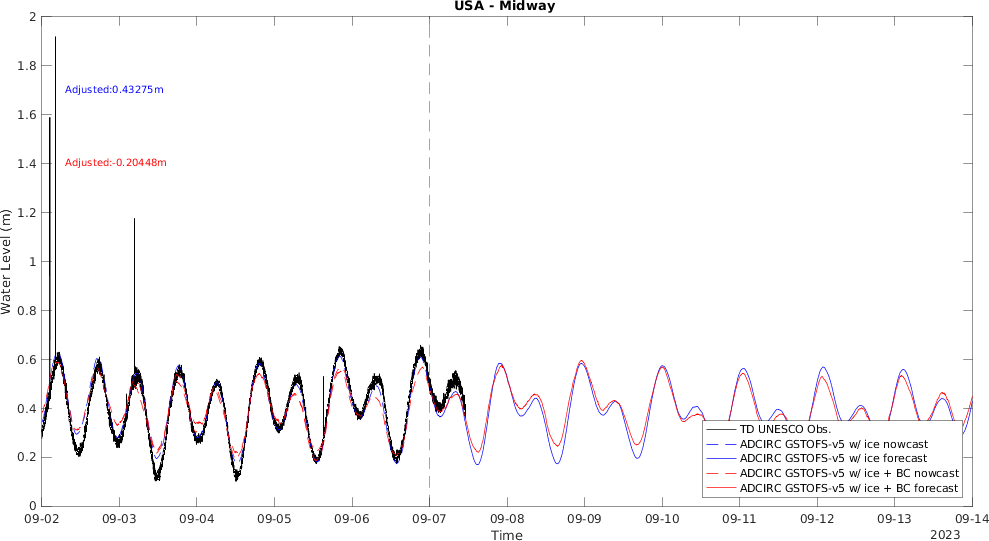 USA - Midway
Water Level (m)
2
1.8
1.6
1.4
1.2
1
0.8
0.6
0.4
0.2
0
Adjusted:0.43275m
Adjusted:-0.20448m
TD UNESCO Obs.
ADCIRC GSTOFS-v5 w/ ice nowcast
ADCIRC GSTOFS-v5 w/ ice forecast
ADCIRC GSTOFS-v5 w/ ice + BC nowcast
ADCIRC GSTOFS-v5 w/ ice + BC forecast
09-02 09-03 09-04 09-05 09-06 09-07 09-08 09-09 09-10 09-11 09-12 09-13 09-14
Time
2023